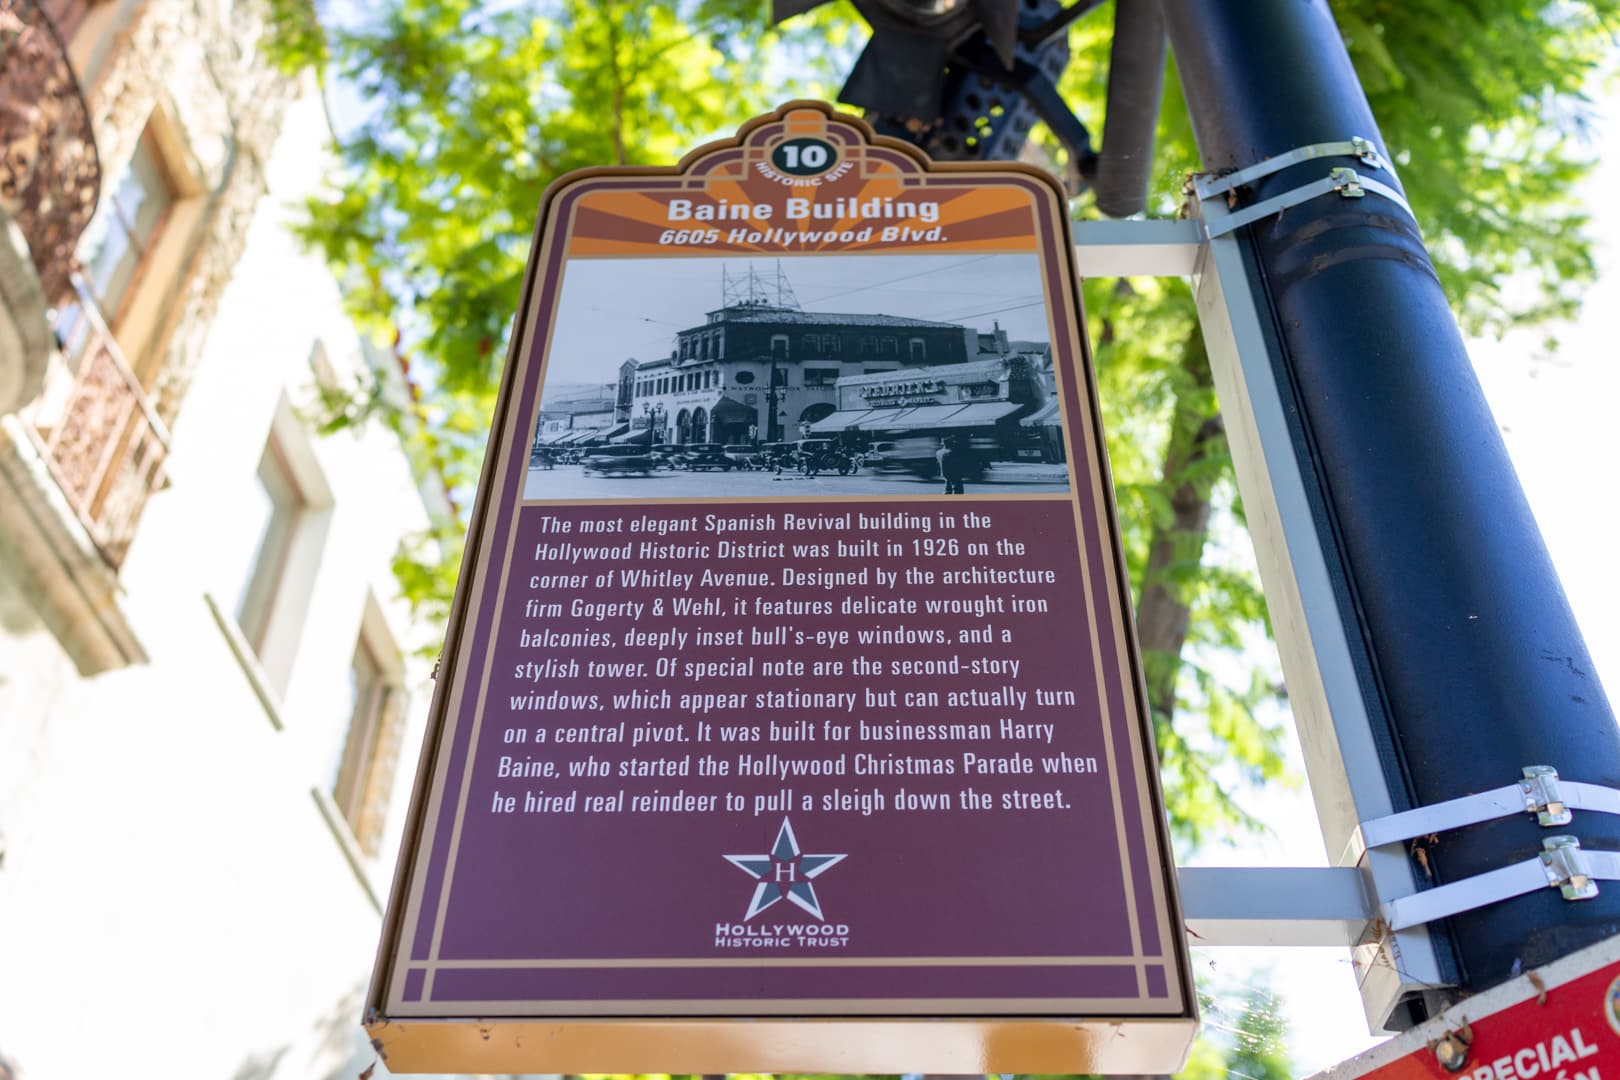 10
HISTORIC SITE
Baine Building
6605 Hollywood Blvd.
FREDERICK'S
The most elegant Spanish Revival building in the
Hollywood Historic District was built in 1926 on the
corner of Whitley Avenue. Designed by the architecture
firm Gogerty & Wehl, it features delicate wrought iron
balconies, deeply inset bull's-eye windows, and a
stylish tower. Of special note are the second-story
windows, which appear stationary but can actually turn
on a central pivot. It was built for businessman Harry
Baine, who started the Hollywood Christmas Parade when
he hired real reindeer to pull a sleigh down the street.
H
HOLLYWOOD
HISTORIC TRUST
PECIAL